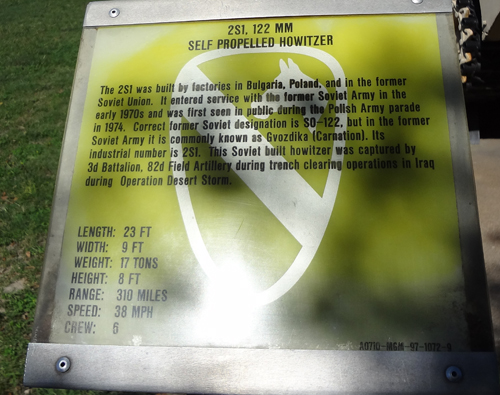 2S1, 122 MM
SELF PROPELLED HOWITZER
The 2S1 was built by factories in Bulgaria, Poland, and in the former
Soviet Union. It entered service with the former Soviet Army in the
early 1970s and was first seen in public during the Polish Army parade
in 1974. Correct former Soviet designation is SO-122, but in the former
Soviet Army it is commonly known as Gvozdika (Carnation). Its
industrial number is 2S1. This Soviet built howitzer was captured by
3d Battalion, 82d Field Artillery during trench clearing operations in Iraq
during Operation Desert Storm.
LENGTH: 23 FT
WIDTH: 9 FT
WEIGHT: 17 TONS
HEIGHT: 8 FT
RANGE: 310 MILES
SPEED: 38 MPH
CREW: 6